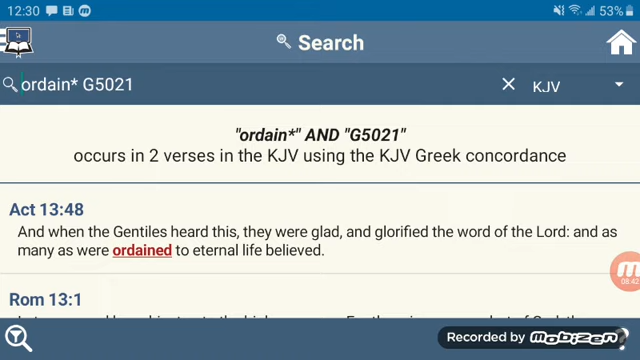 12:30 53%
Search
ordain* G5021 KJV
"ordain*" AND "G5021"
occurs in 2 verses in the KJV using the KJV Greek concordance
Act 13:48
And when the Gentiles heard this, they were glad, and glorified the word of the Lord: and as
many as were ordained to eternal life believed.
08:42
Rom 13:1
Recorded by mobizen